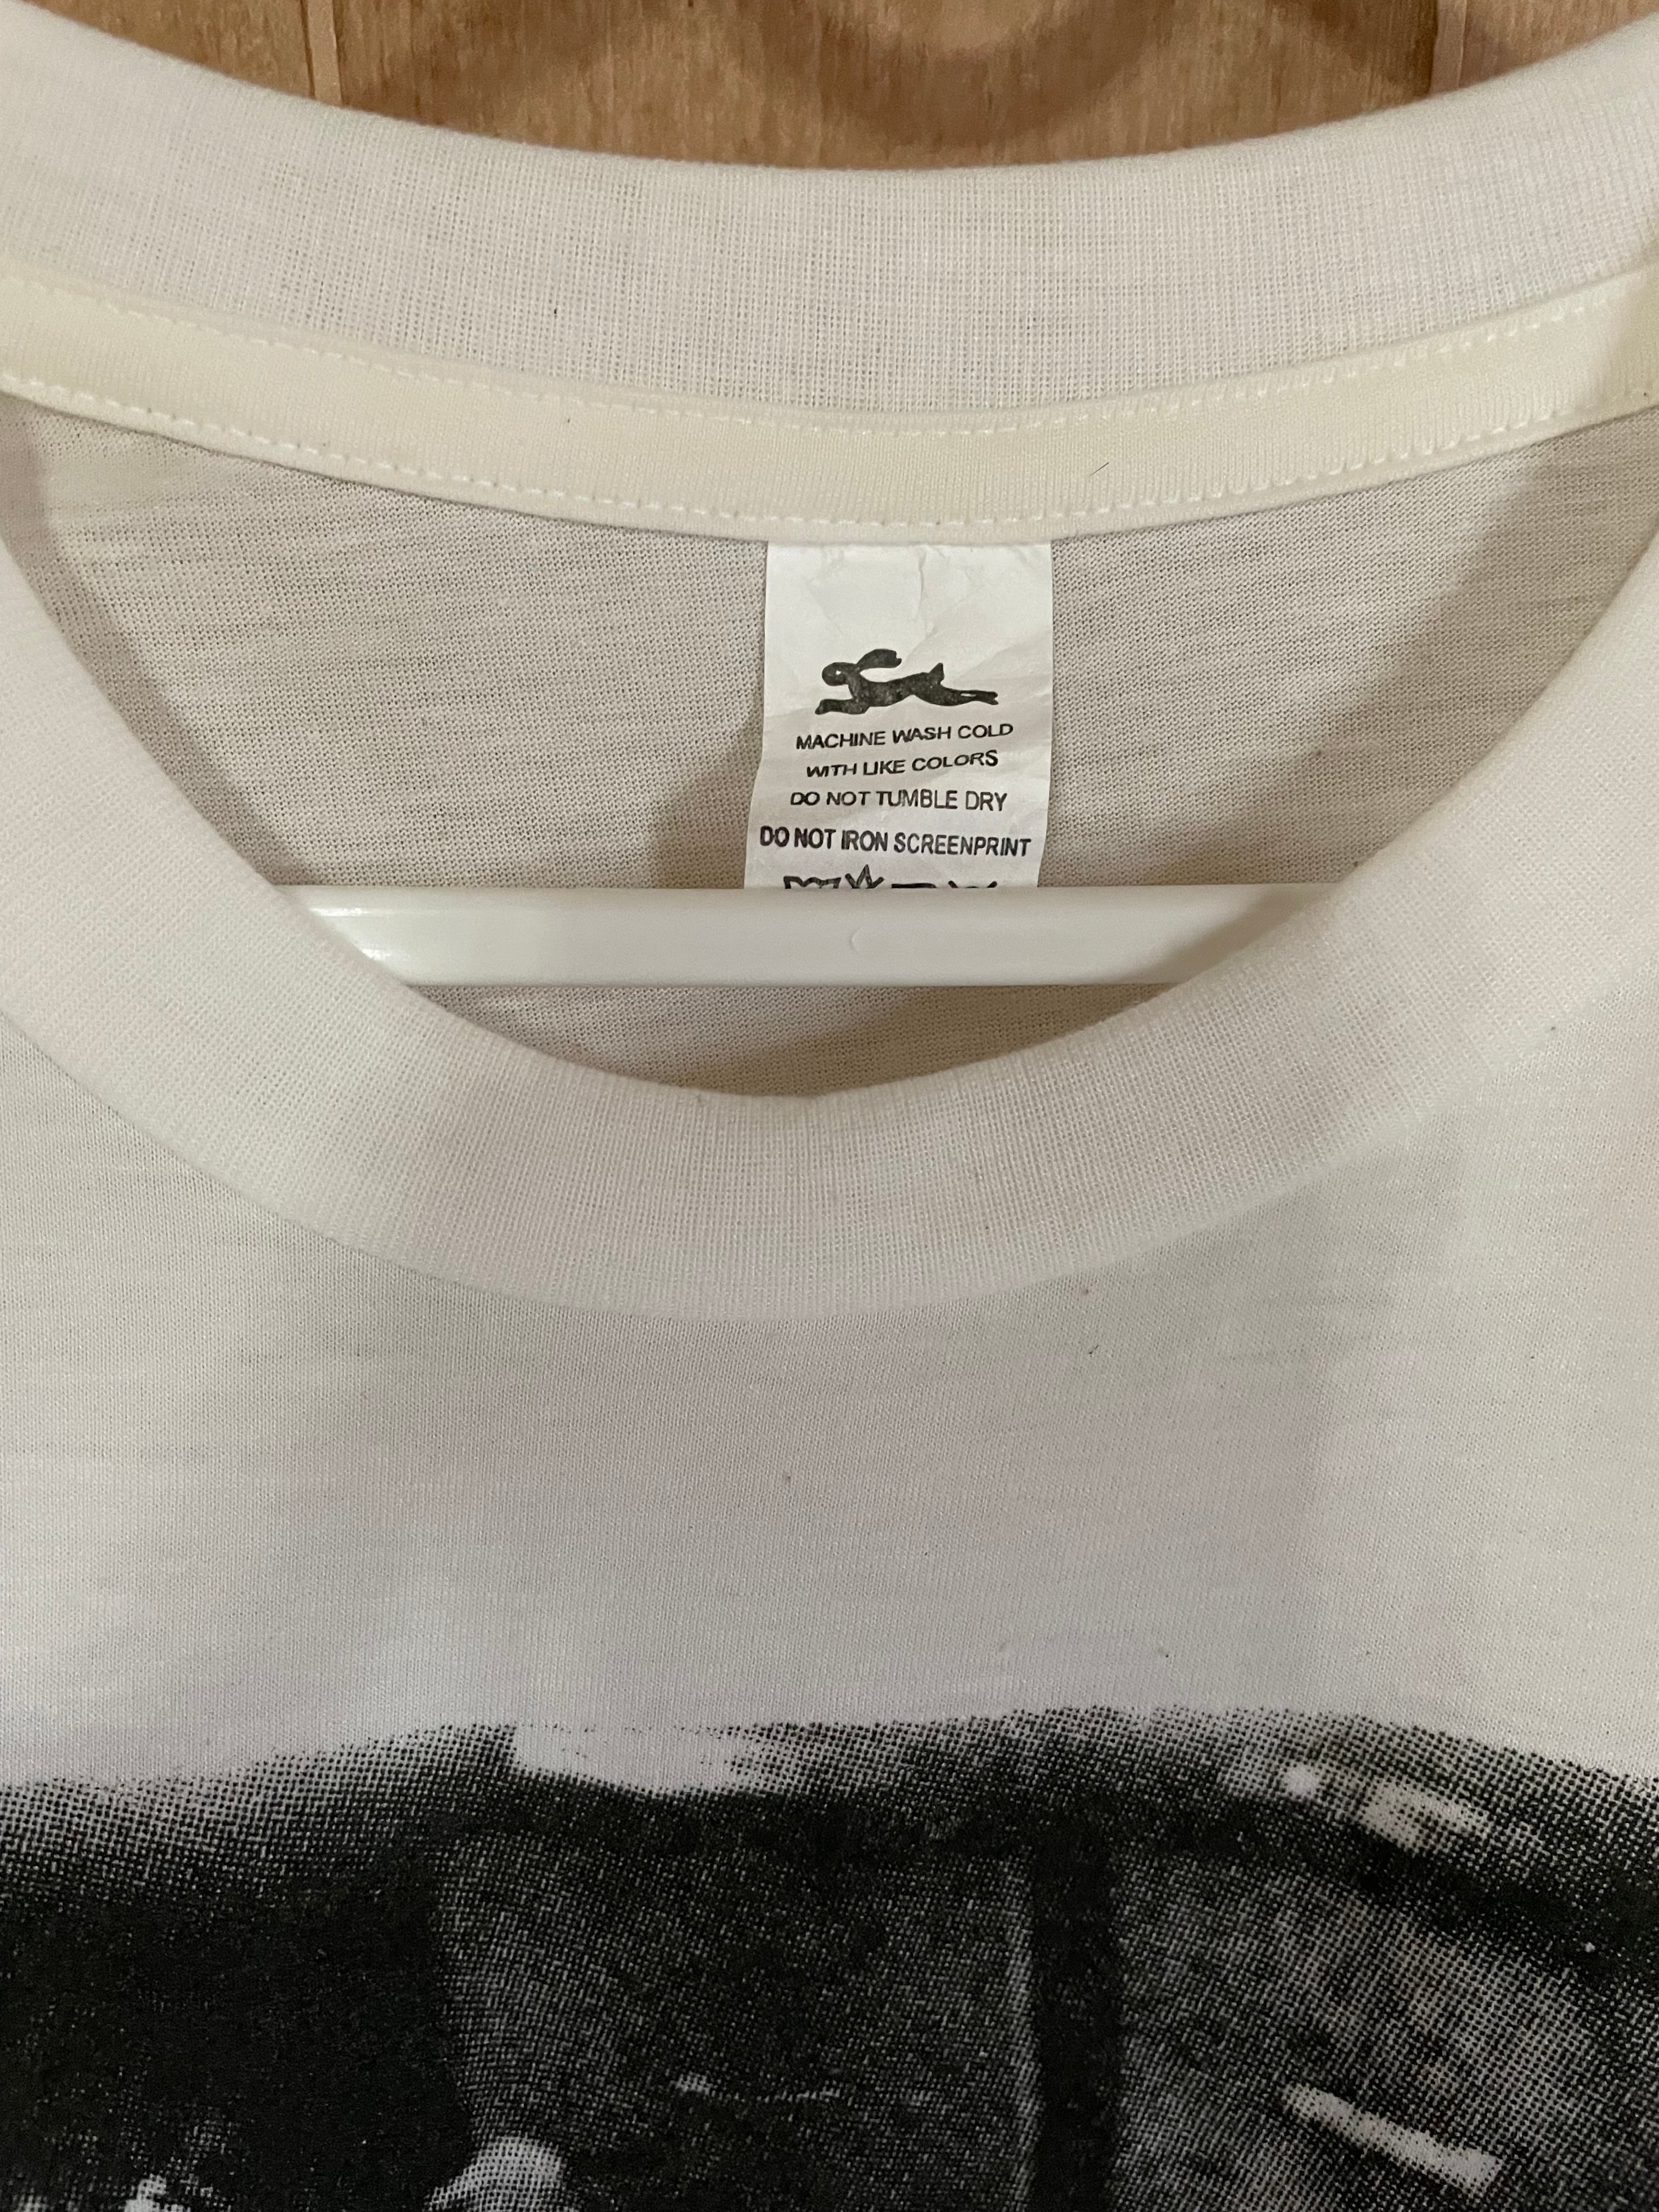 MACHINE WASH COLD
WITH LIKE COLORS
DO NOT TUMBLE DRY
DO NOT IRON SCREENPRINT